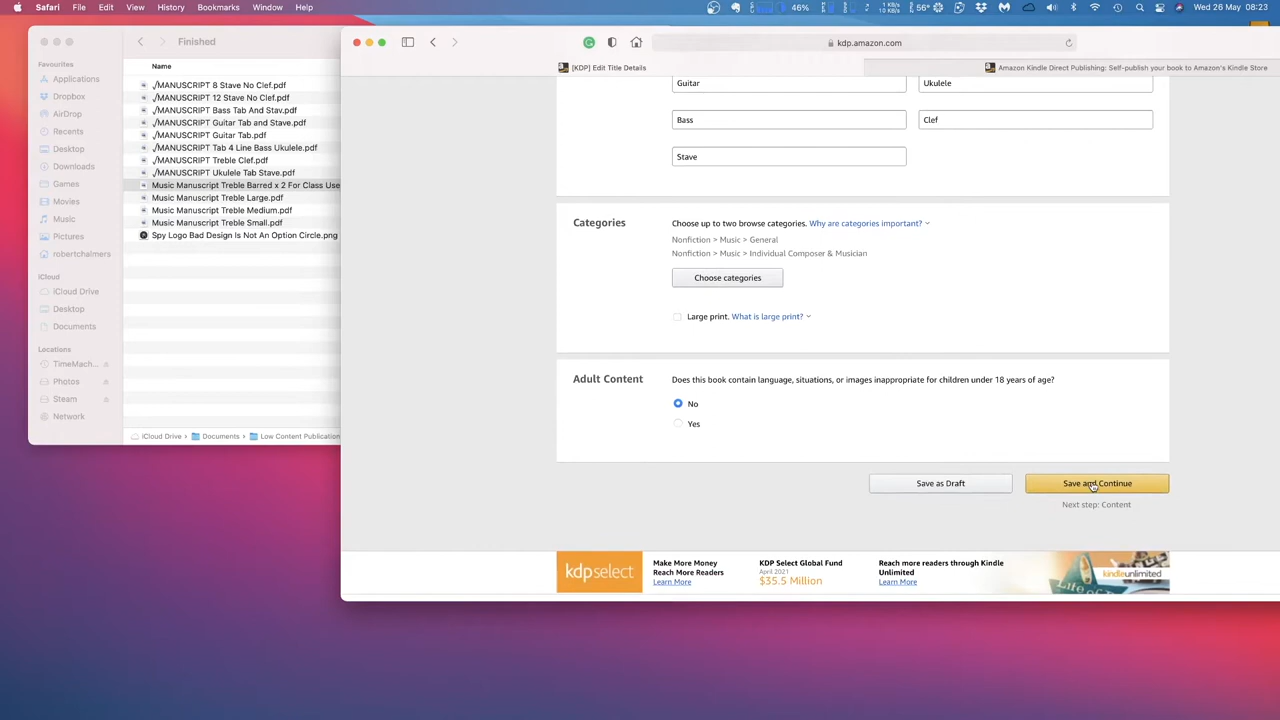 Safari File Edit View History Bookmarks Window Help
46%
Wed 26 May 08:23
Finished
Favourites
Applications
Dropbox
AirDrop
Recents
Desktop
Downloads
Games
Movies
Music
Pictures
robertchalmers
iCloud
iCloud Drive
Desktop
Documents
Locations
TimeMach...
Photos
Steam
Network
Name
√MANUSCRIPT 8 Stave No Clef.pdf
√MANUSCRIPT 12 Stave No Clef.pdf
√MANUSCRIPT Bass Tab And Stav.pdf
√MANUSCRIPT Guitar Tab and Stave.pdf
√MANUSCRIPT Guitar Tab.pdf
√MANUSCRIPT Tab 4 Line Bass Ukulele.pdf
√MANUSCRIPT Treble Clef.pdf
√MANUSCRIPT Ukulele Tab Stave.pdf
Music Manuscript Treble Barred x 2 For Class Use
Music Manuscript Treble Large.pdf
Music Manuscript Treble Medium.pdf
Music Manuscript Treble Small.pdf
Spy Logo Bad Design Is Not An Option Circle.png
iCloud Drive › Documents › Low Content Publication
kdp.amazon.com
[KDP] Edit Title Details
Amazon Kindle Direct Publishing: Self-publish your book to Amazon's Kindle Store
Guitar
Ukulele
Bass
Clef
Stave
Categories
Choose up to two browse categories. Why are categories important?
Nonfiction > Music > General
Nonfiction > Music > Individual Composer & Musician
Choose categories
Large print. What is large print?
Adult Content
Does this book contain language, situations, or images inappropriate for children under 18 years of age?
No
Yes
Save as Draft
Save and Continue
Next step: Content
kdpselect
Make More Money
Reach More Readers
Learn More
KDP Select Global Fund
April 2021
$35.5 Million
Reach more readers through Kindle
Unlimited
Learn More
kindleunlimited